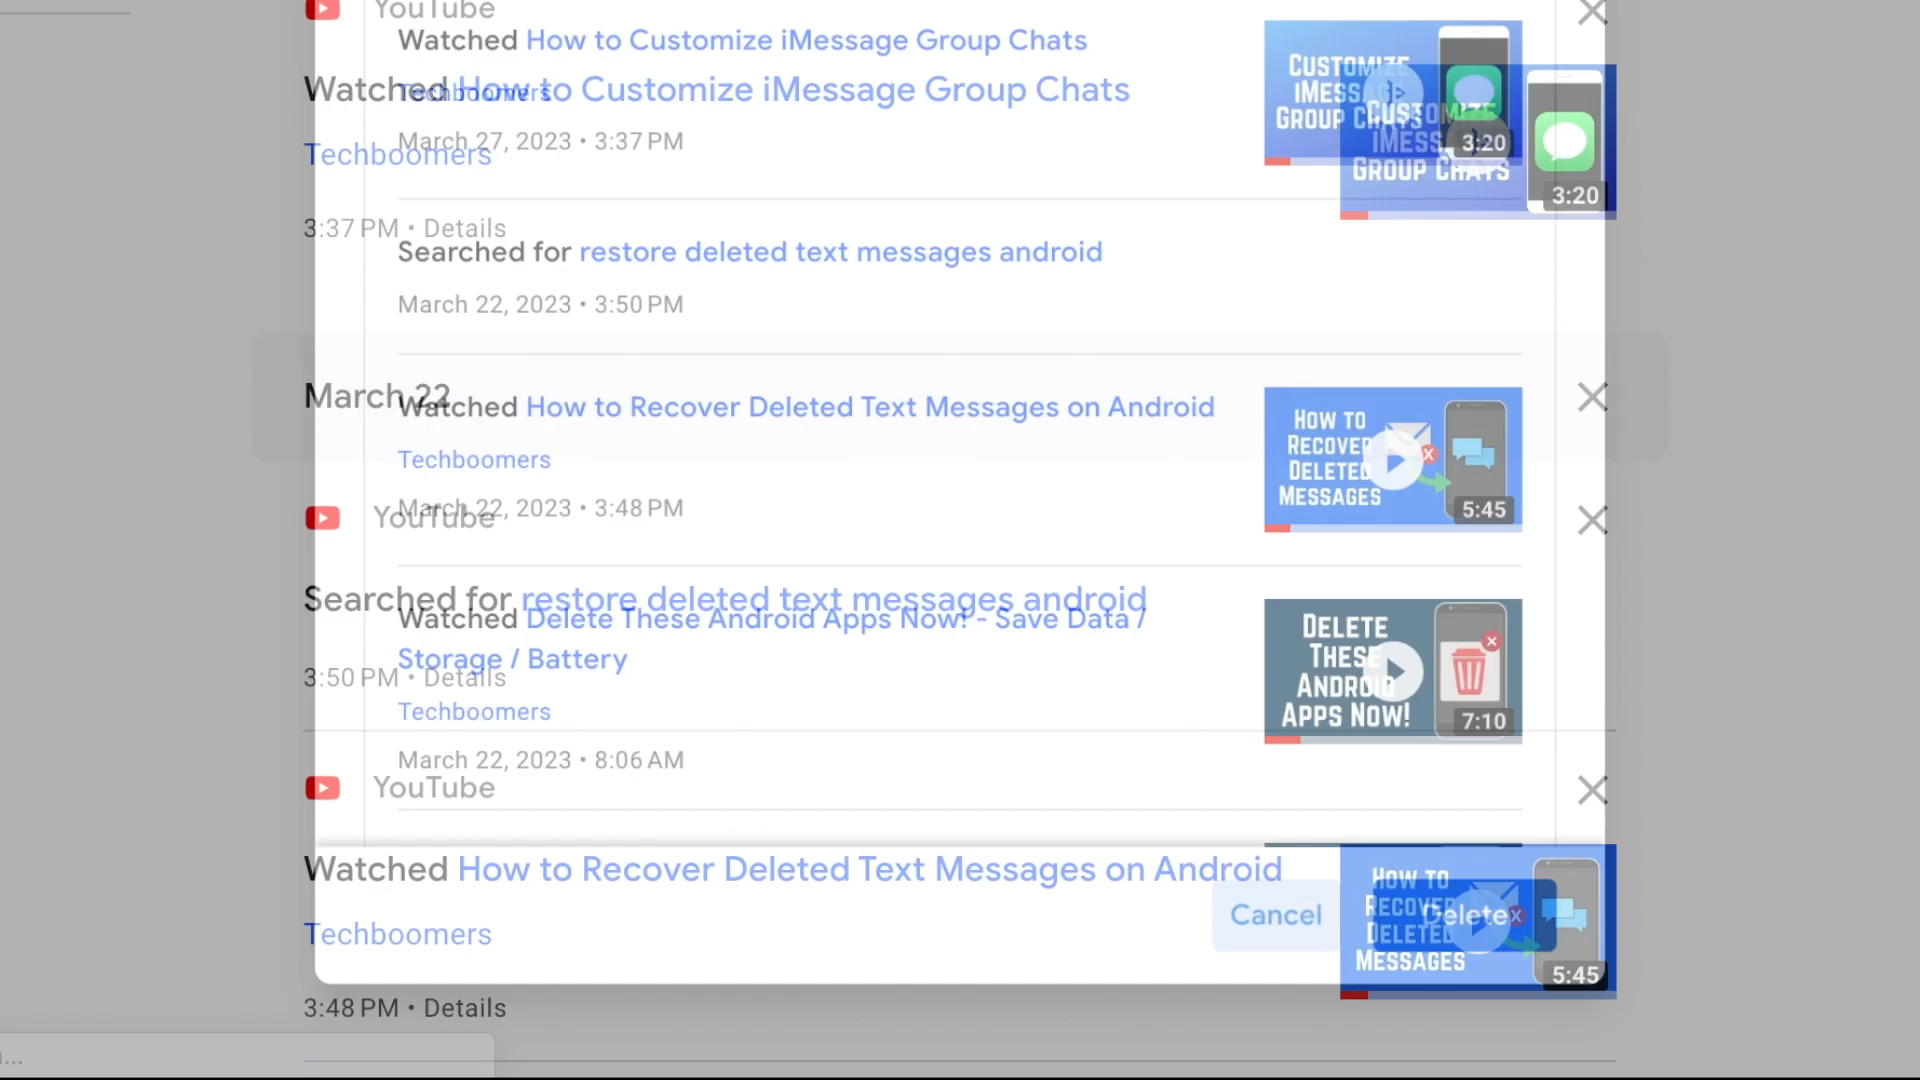 YouTube
Watched How to Customize iMessage Group Chats
Watched How to Customize iMessage Group Chats
Techboomers
March 27, 2023 • 3:37 PM
Techboomers
CUSTOMIZE
IMESSAGE
GROUP CHATS
3:20
CUSTOMIZE
IMESSAGE
GROUP CHATS
3:20
3:37 PM • Details
Searched for restore deleted text messages android
March 22, 2023 • 3:50 PM
March 22
Watched How to Recover Deleted Text Messages on Android
Techboomers
March 22, 2023 • 3:48 PM
HOW TO
RECOVER
DELETED
MESSAGES
5:45
YouTube
Searched for restore deleted text messages android
Watched Delete These Android Apps Now! - Save Data /
Storage / Battery
3:50 PM • Details
Techboomers
March 22, 2023 • 8:06 AM
DELETE
THESE
ANDROID
APPS NOW!
7:10
YouTube
Watched How to Recover Deleted Text Messages on Android
Techboomers
Cancel
Delete
HOW TO
RECOVER
DELETED
MESSAGES
5:45
3:48 PM • Details
...